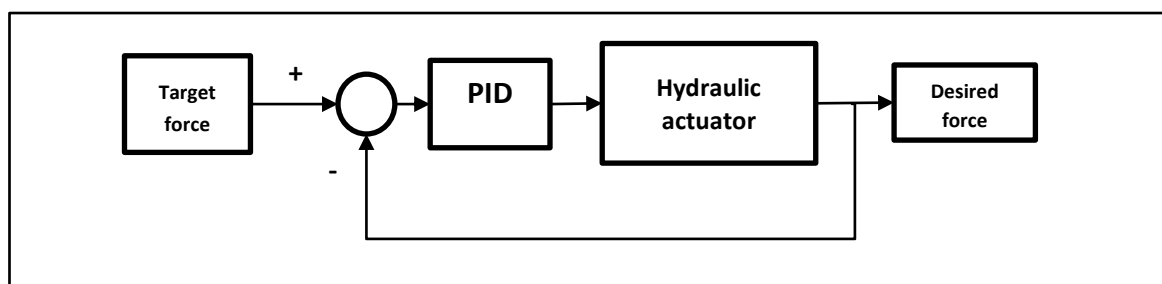 +
Target
force
PID
Hydraulic
actuator
Desired
force
-